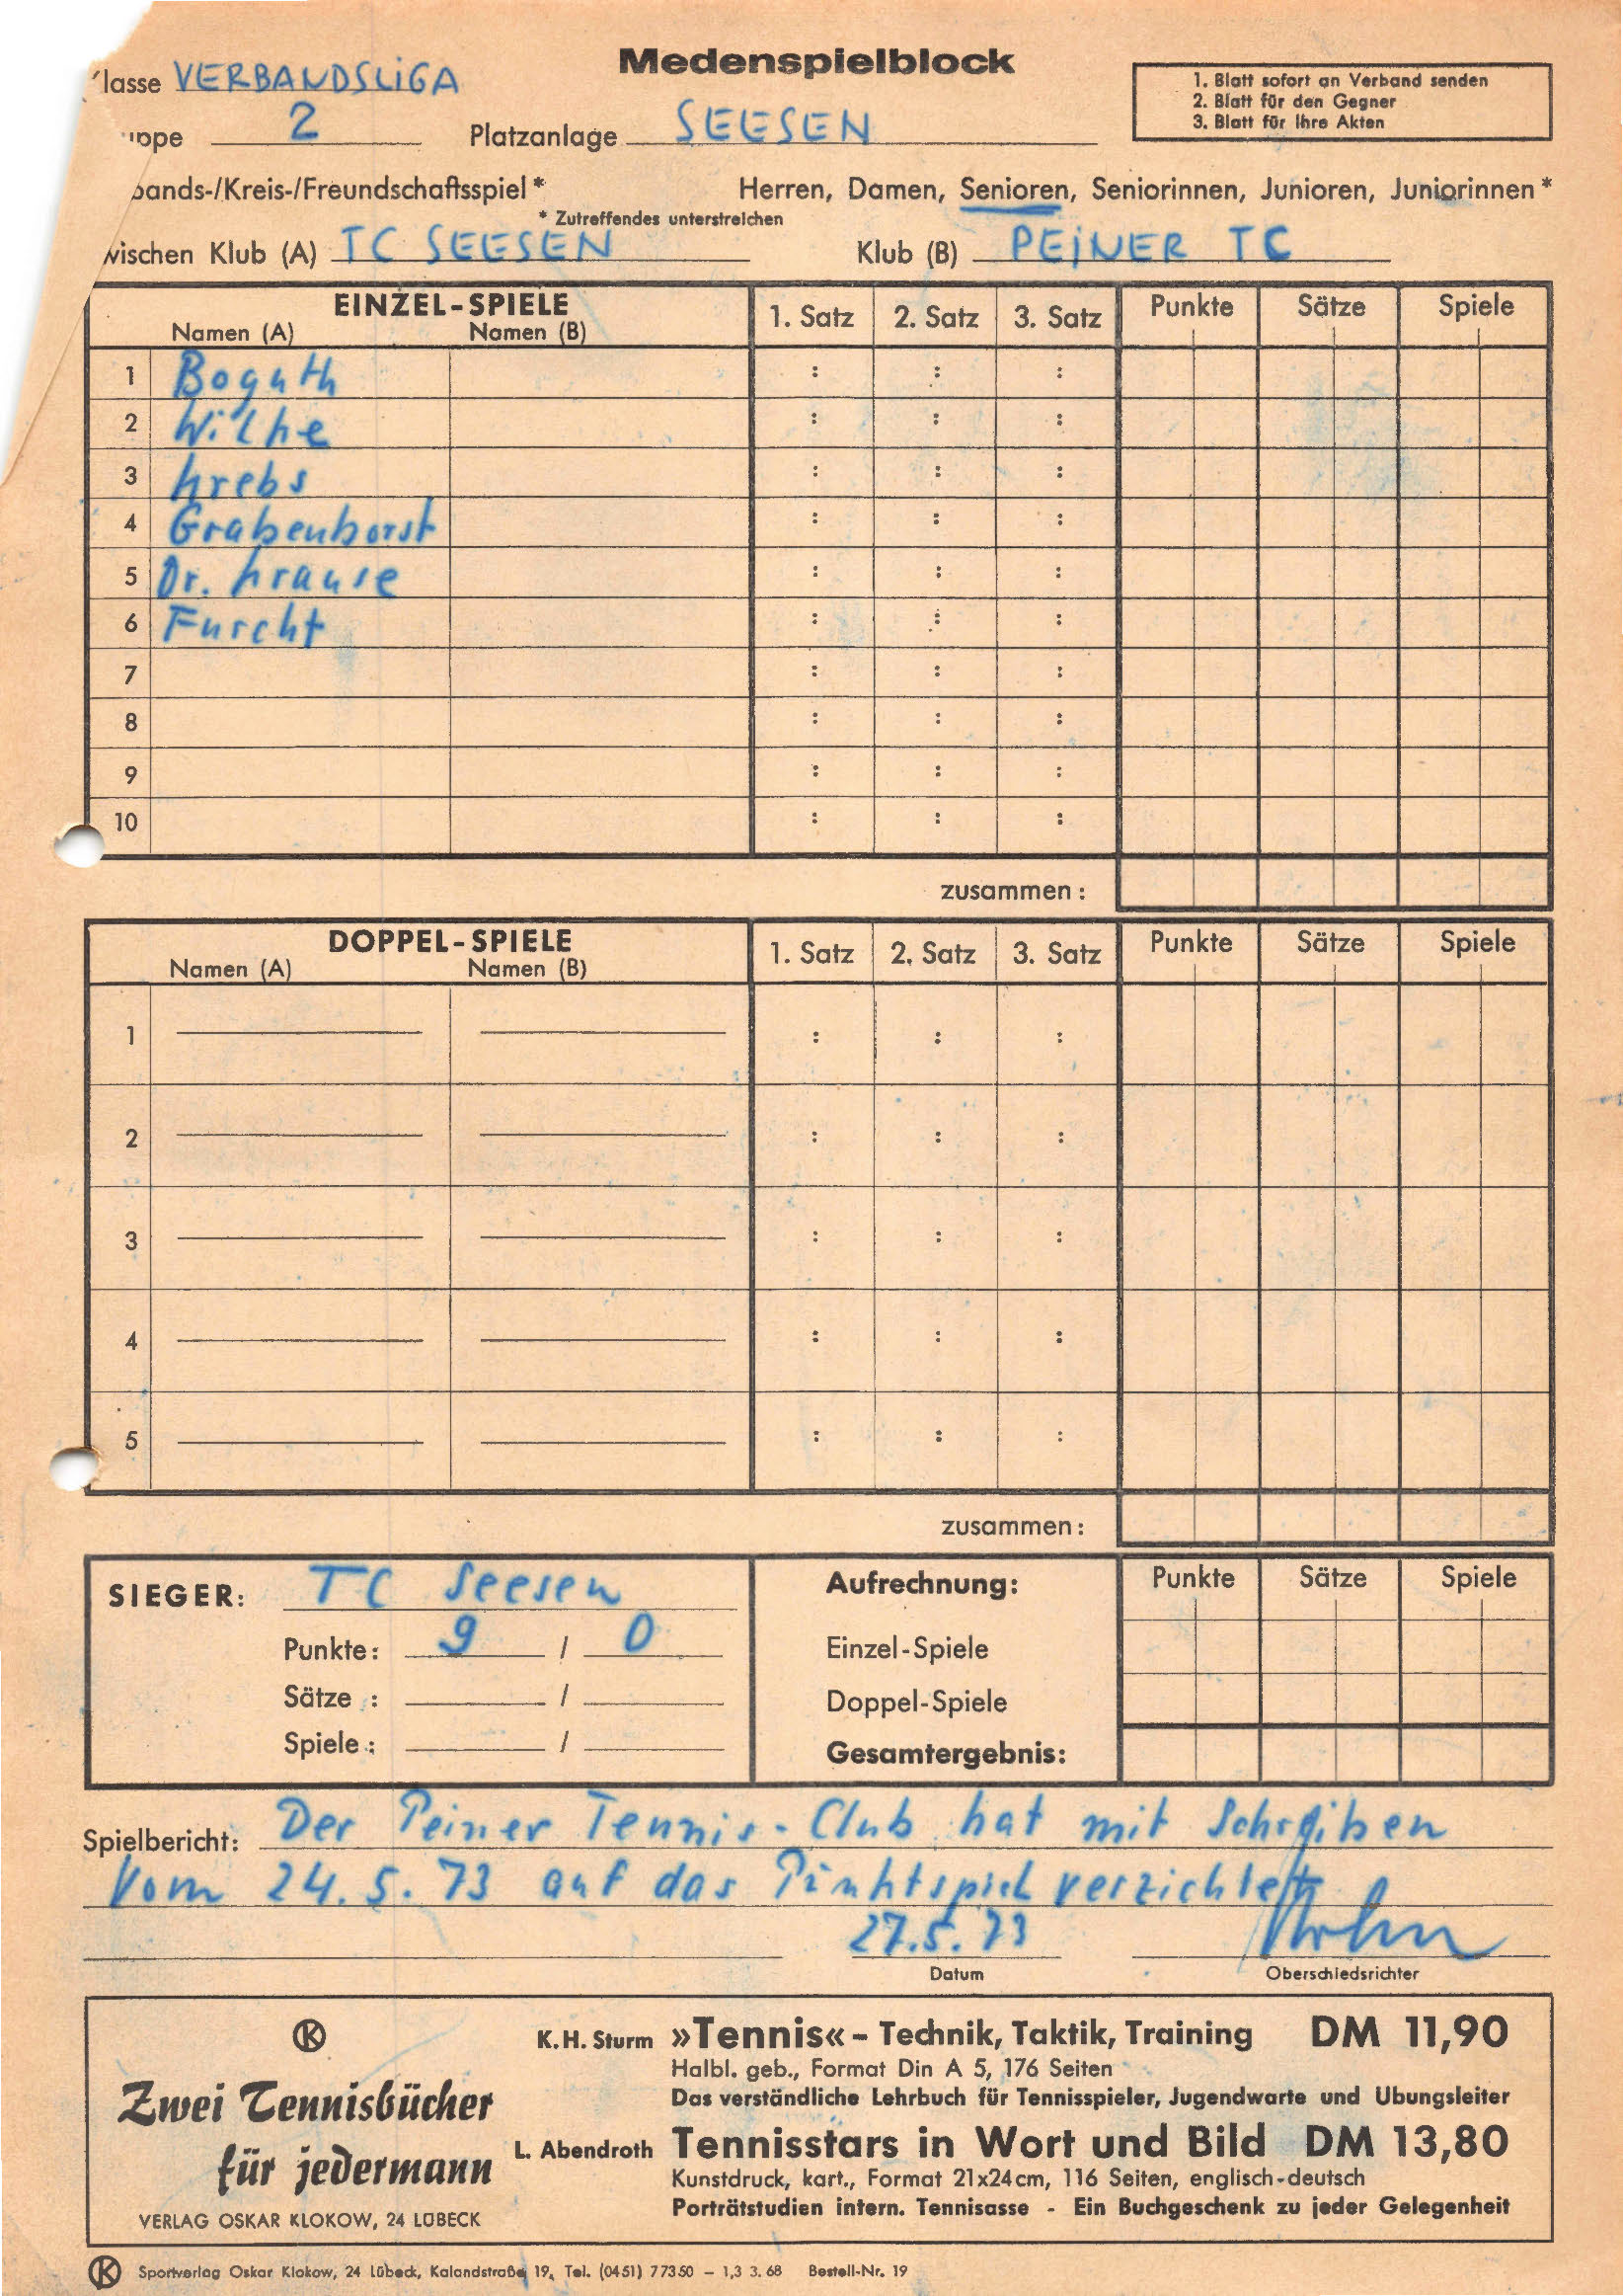 Medenspielblock
lasse VERBANDSLIGA
1. Blatt sofort an Verband senden
2. Blatt für den Gegner
3. Blatt für Ihre Akten
uppe 2 Platzanlage SEESEN
bands-/Kreis-/Freundschaftsspiel * Herren, Damen, Senioren, Seniorinnen, Junioren, Juniorinnen *
* Zutreffendes unterstreichen
wischen Klub (A) TC SEESEN Klub (B) PEINER TC
EINZEL-SPIELE 1. Satz 2. Satz 3. Satz Punkte Sätze Spiele
Namen (A) Namen (B)
1 Boguth : : :
2 Wilke : : :
3 Krebs : : :
4 Grabenhorst : : :
5 Dr. Krause : : :
6 Furcht : : :
7 : : :
8 : : :
9 : : :
10 : : :
zusammen :
DOPPEL-SPIELE 1. Satz 2. Satz 3. Satz Punkte Sätze Spiele
Namen (A) Namen (B)
1 : : :
2 : : :
3 : : :
4 : : :
5 : : :
zusammen :
SIEGER: TC Seesen Aufrechnung: Punkte Sätze Spiele
Punkte: 9 / 0 Einzel-Spiele
Sätze : / Doppel-Spiele
Spiele : / Gesamtergebnis:
Spielbericht: Der Peiner Tennis-Club hat mit Schreiben
vom 24.5.73 auf das Punktspiel verzichtet.
27.5.73
Datum Oberschiedsrichter
K
Zwei Tennisbücher
für jedermann
VERLAG OSKAR KLOKOW, 24 LÜBECK
K. H. Sturm »Tennis« – Technik, Taktik, Training DM 11,90
Halbl. geb., Format Din A 5, 176 Seiten
Das verständliche Lehrbuch für Tennisspieler, Jugendwarte und Übungsleiter
L. Abendroth Tennisstars in Wort und Bild DM 13,80
Kunstdruck, kart., Format 21x24 cm, 116 Seiten, englisch-deutsch
Porträtstudien intern. Tennisasse - Ein Buchgeschenk zu jeder Gelegenheit
K Sportverlag Oskar Klokow, 24 Lübeck, Kalandstraße 19, Tel. (0451) 77350 – 1,3 3. 68 Bestell-Nr. 19